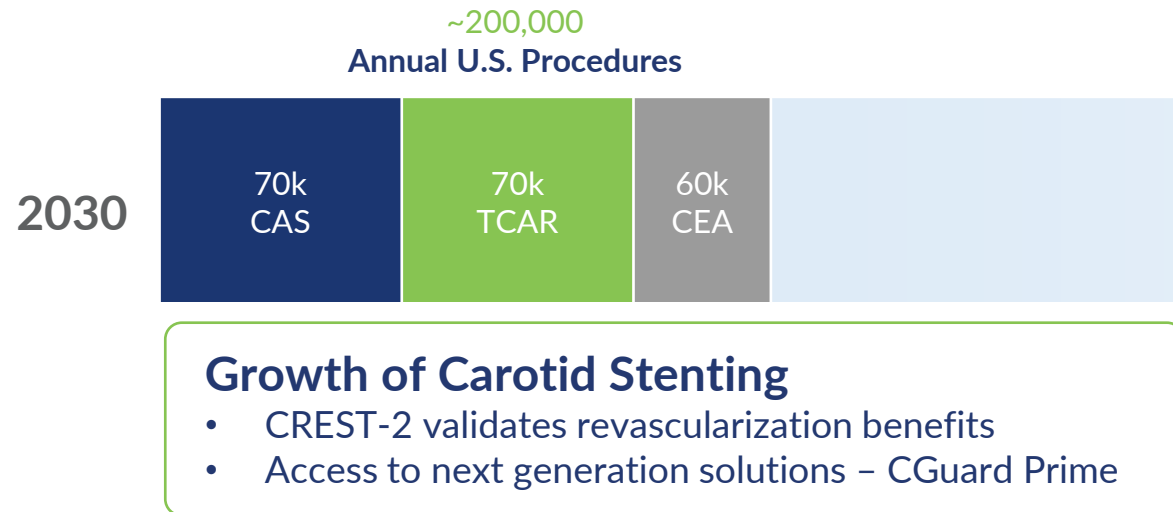 ~200,000
Annual U.S. Procedures
2030
70k
CAS
70k
TCAR
60k
CEA
Growth of Carotid Stenting
• CREST-2 validates revascularization benefits
• Access to next generation solutions – CGuard Prime